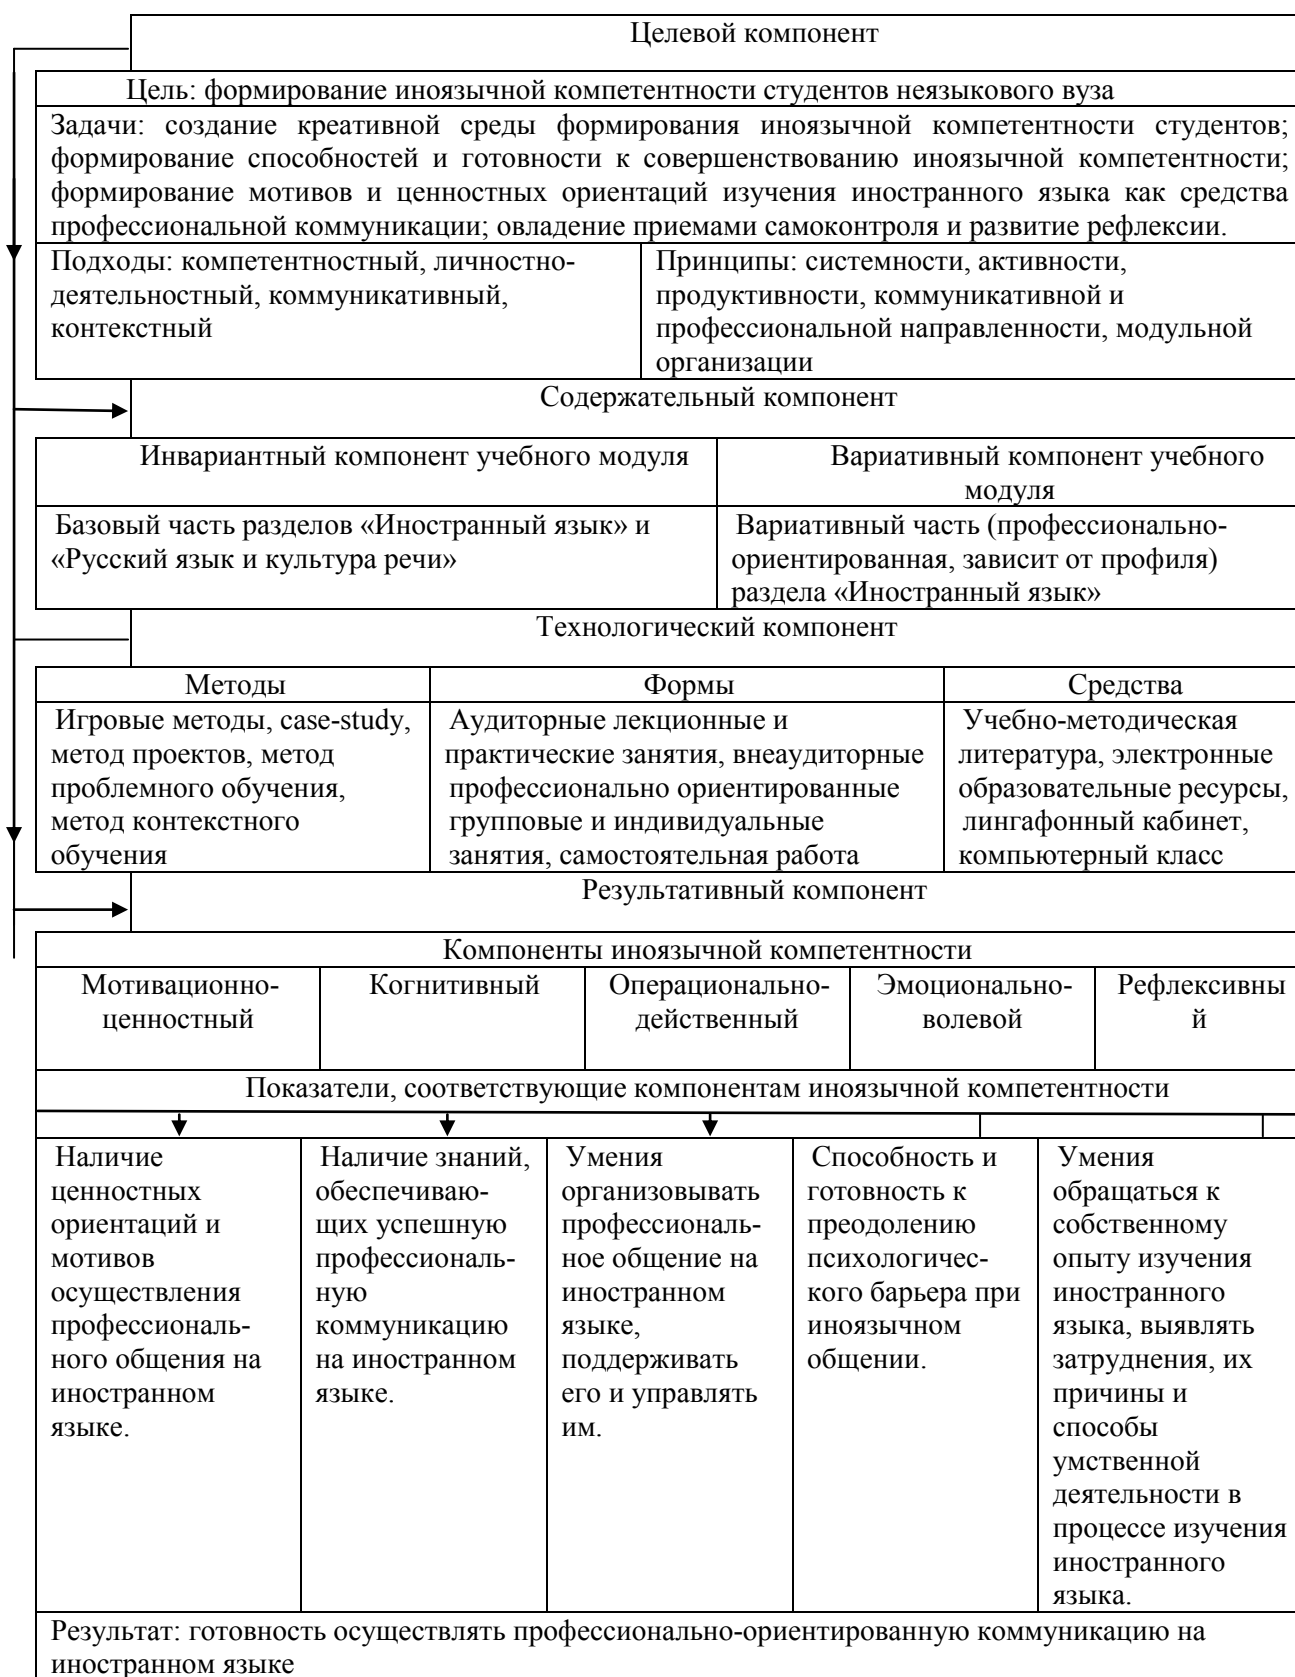 Целевой компонент
Цель: формирование иноязычной компетентности студентов неязыкового вуза
Задачи: создание креативной среды формирования иноязычной компетентности студентов;
формирование способностей и готовности к совершенствованию иноязычной компетентности;
формирование мотивов и ценностных ориентаций изучения иностранного языка как средства
профессиональной коммуникации; овладение приемами самоконтроля и развитие рефлексии.
Подходы: компетентностный, личностно-
деятельностный, коммуникативный,
контекстный
Принципы: системности, активности,
продуктивности, коммуникативной и
профессиональной направленности, модульной
организации
Содержательный компонент
Инвариантный компонент учебного модуля
Вариативный компонент учебного
модуля
Базовый часть разделов «Иностранный язык» и
«Русский язык и культура речи»
Вариативный часть (профессионально-
ориентированная, зависит от профиля)
раздела «Иностранный язык»
Технологический компонент
Методы
Формы
Средства
Игровые методы, case-study,
метод проектов, метод
проблемного обучения,
метод контекстного
обучения
Аудиторные лекционные и
практические занятия, внеаудиторные
профессионально ориентированные
групповые и индивидуальные
занятия, самостоятельная работа
Учебно-методическая
литература, электронные
образовательные ресурсы,
лингафонный кабинет,
компьютерный класс
Результативный компонент
Компоненты иноязычной компетентности
Мотивационно-
ценностный
Когнитивный
Операционально-
действенный
Эмоционально-
волевой
Рефлексивны
й
Показатели, соответствующие компонентам иноязычной компетентности
Наличие
ценностных
ориентаций и
мотивов
осуществления
профессиональ-
ного общения на
иностранном
языке.
Наличие знаний,
обеспечиваю-
щих успешную
профессиональ-
ную
коммуникацию
на иностранном
языке.
Умения
организовывать
профессиональ-
ное общение на
иностранном
языке,
поддерживать
его и управлять
им.
Способность и
готовность к
преодолению
психологичес-
кого барьера при
иноязычном
общении.
Умения
обращаться к
собственному
опыту изучения
иностранного
языка, выявлять
затруднения, их
причины и
способы
умственной
деятельности в
процессе изучения
иностранного
языка.
Результат: готовность осуществлять профессионально-ориентированную коммуникацию на
иностранном языке